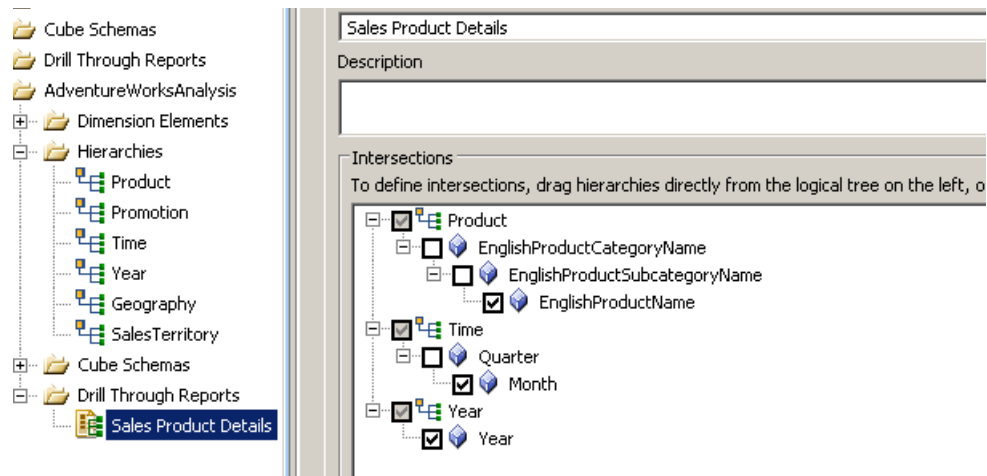 Cube Schemas
Drill Through Reports
AdventureWorksAnalysis
Dimension Elements
Hierarchies
Product
Promotion
Time
Year
Geography
SalesTerritory
Cube Schemas
Drill Through Reports
Sales Product Details
Sales Product Details
Description
Intersections
To define intersections, drag hierarchies directly from the logical tree on the left, o
Product
EnglishProductCategoryName
EnglishProductSubcategoryName
EnglishProductName
Time
Quarter
Month
Year
Year